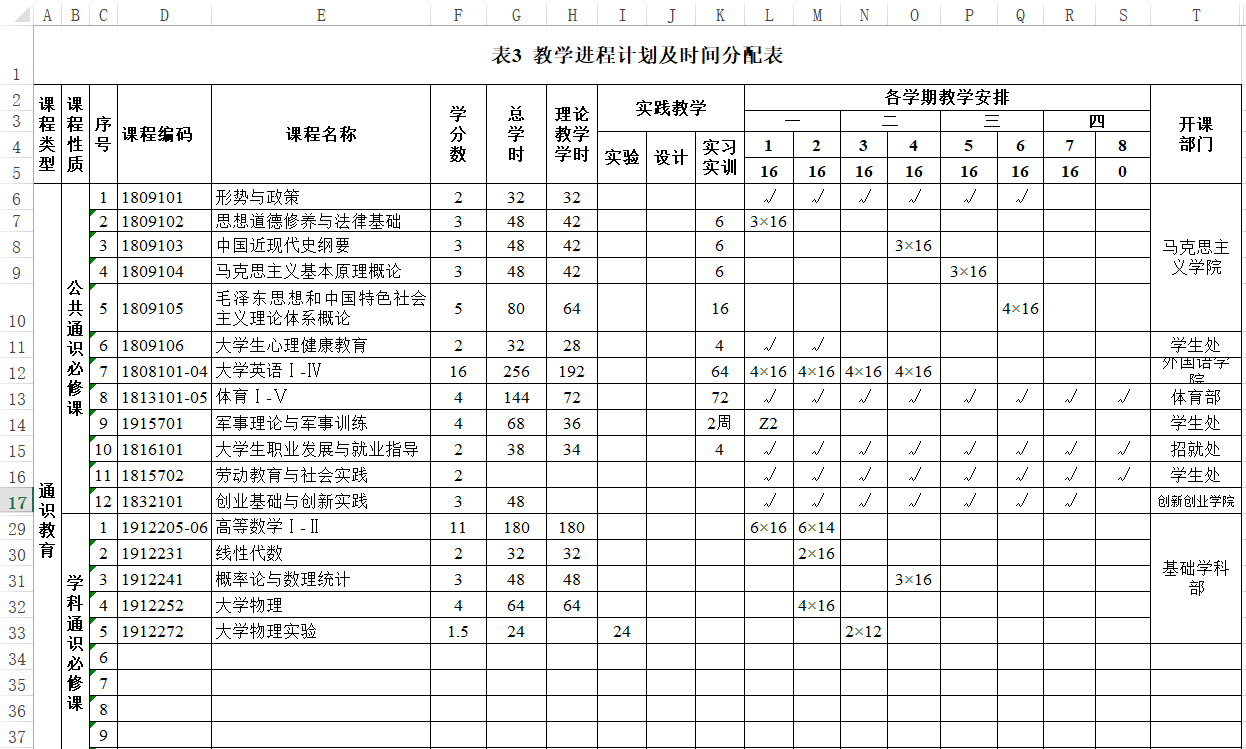 A B C D E F G H I J K L M N O P Q R S T
1 表3 教学进程计划及时间分配表
2 课程类型 课程性质 序号 课程编码 课程名称 学分数 总学时 理论教学学时 实践教学 各学期教学安排 开课部门
3 一 二 三 四
4 实验 设计 实习实训 1 2 3 4 5 6 7 8
5 16 16 16 16 16 16 16 0
6 通识教育 公共通识必修课 1 1809101 形势与政策 2 32 32 √ √ √ √ √ √ 马克思主义学院
7 2 1809102 思想道德修养与法律基础 3 48 42 6 3×16
8 3 1809103 中国近现代史纲要 3 48 42 6 3×16
9 4 1809104 马克思主义基本原理概论 3 48 42 6 3×16
10 5 1809105 毛泽东思想和中国特色社会主义理论体系概论 5 80 64 16 4×16
11 6 1809106 大学生心理健康教育 2 32 28 4 √ √ 学生处
12 7 1808101-04 大学英语Ⅰ-Ⅳ 16 256 192 64 4×16 4×16 4×16 4×16 外国语学院
13 8 1813101-05 体育Ⅰ-Ⅴ 4 144 72 72 √ √ √ √ √ √ √ √ 体育部
14 9 1915701 军事理论与军事训练 4 68 36 2周 Z2 学生处
15 10 1816101 大学生职业发展与就业指导 2 38 34 4 √ √ √ √ √ √ √ √ 招就处
16 11 1815702 劳动教育与社会实践 2 √ √ √ √ √ √ √ √ 学生处
17 12 1832101 创业基础与创新实践 3 48 √ √ √ √ √ √ √ 创新创业学院
29 学科通识必修课 1 1912205-06 高等数学Ⅰ-Ⅱ 11 180 180 6×16 6×14 基础学科部
30 2 1912231 线性代数 2 32 32 2×16
31 3 1912241 概率论与数理统计 3 48 48 3×16
32 4 1912252 大学物理 4 64 64 4×16
33 5 1912272 大学物理实验 1.5 24 24 2×12
34 6
35 7
36 8
37 9